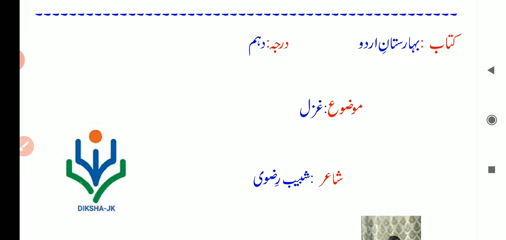 کتاب: بہارستانِ اردو درجہ: دہم
موضوع: غزل
شاعر: شبیب رضوی
DIKSHA-JK